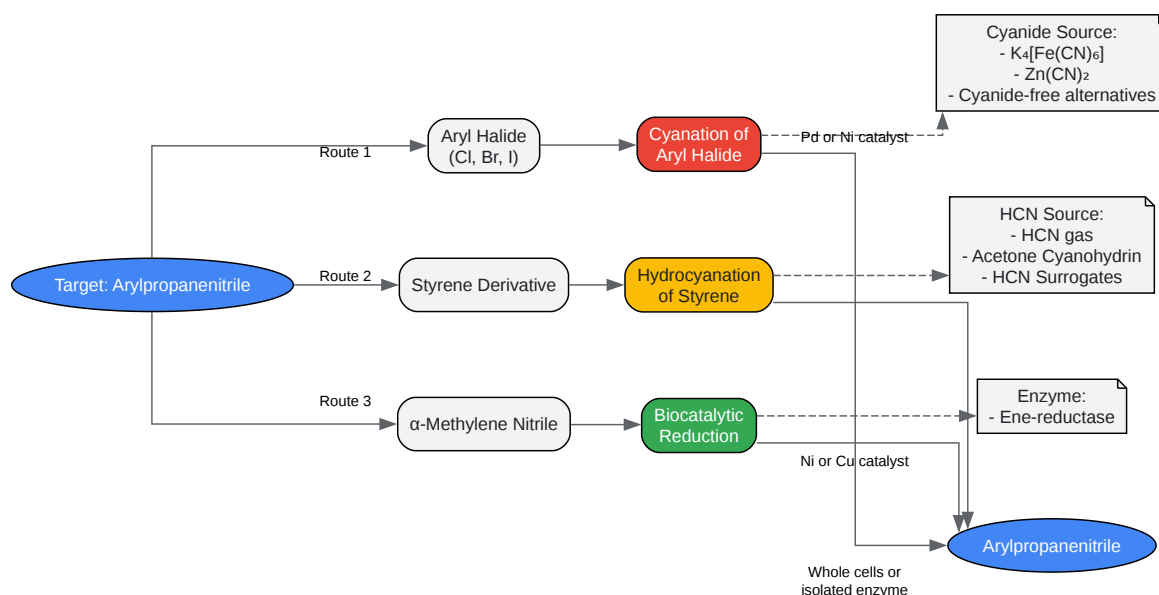 Cyanide Source:
- K₄[Fe(CN)₆]
- Zn(CN)₂
- Cyanide-free alternatives
Route 1
Aryl Halide
(Cl, Br, I)
Cyanation of
Aryl Halide
Pd or Ni catalyst
HCN Source:
- HCN gas
- Acetone Cyanohydrin
- HCN Surrogates
Target: Arylpropanenitrile
Route 2
Styrene Derivative
Hydrocyanation
of Styrene
Route 3
α-Methylene Nitrile
Biocatalytic
Reduction
Enzyme:
- Ene-reductase
Ni or Cu catalyst
Arylpropanenitrile
Whole cells or
isolated enzyme